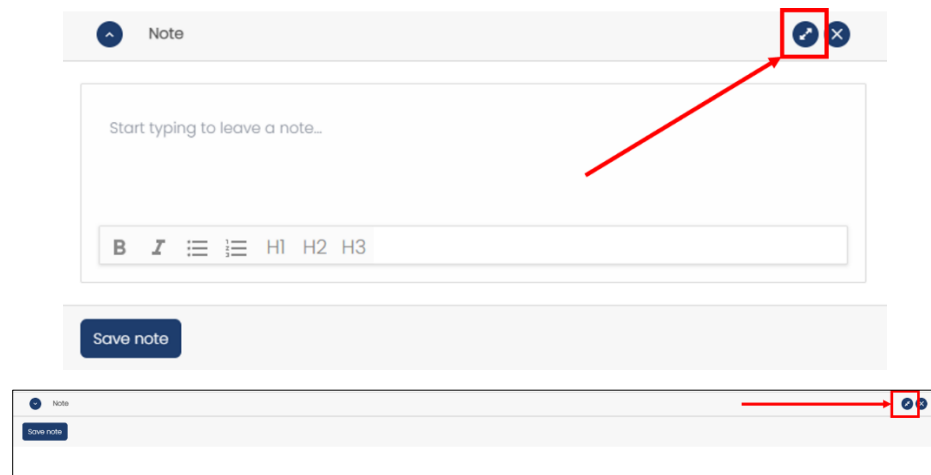 Note
Start typing to leave a note...
B I H1 H2 H3
Save note
Note
Save note